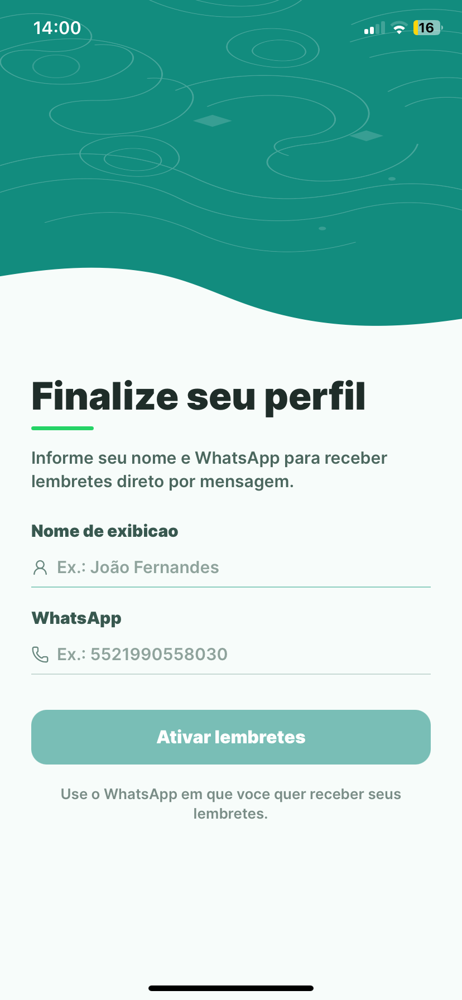 14:00
16
Finalize seu perfil
Informe seu nome e WhatsApp para receber
lembretes direto por mensagem.
Nome de exibicao
Ex.: João Fernandes
WhatsApp
Ex.: 5521990558030
Ativar lembretes
Use o WhatsApp em que voce quer receber seus
lembretes.